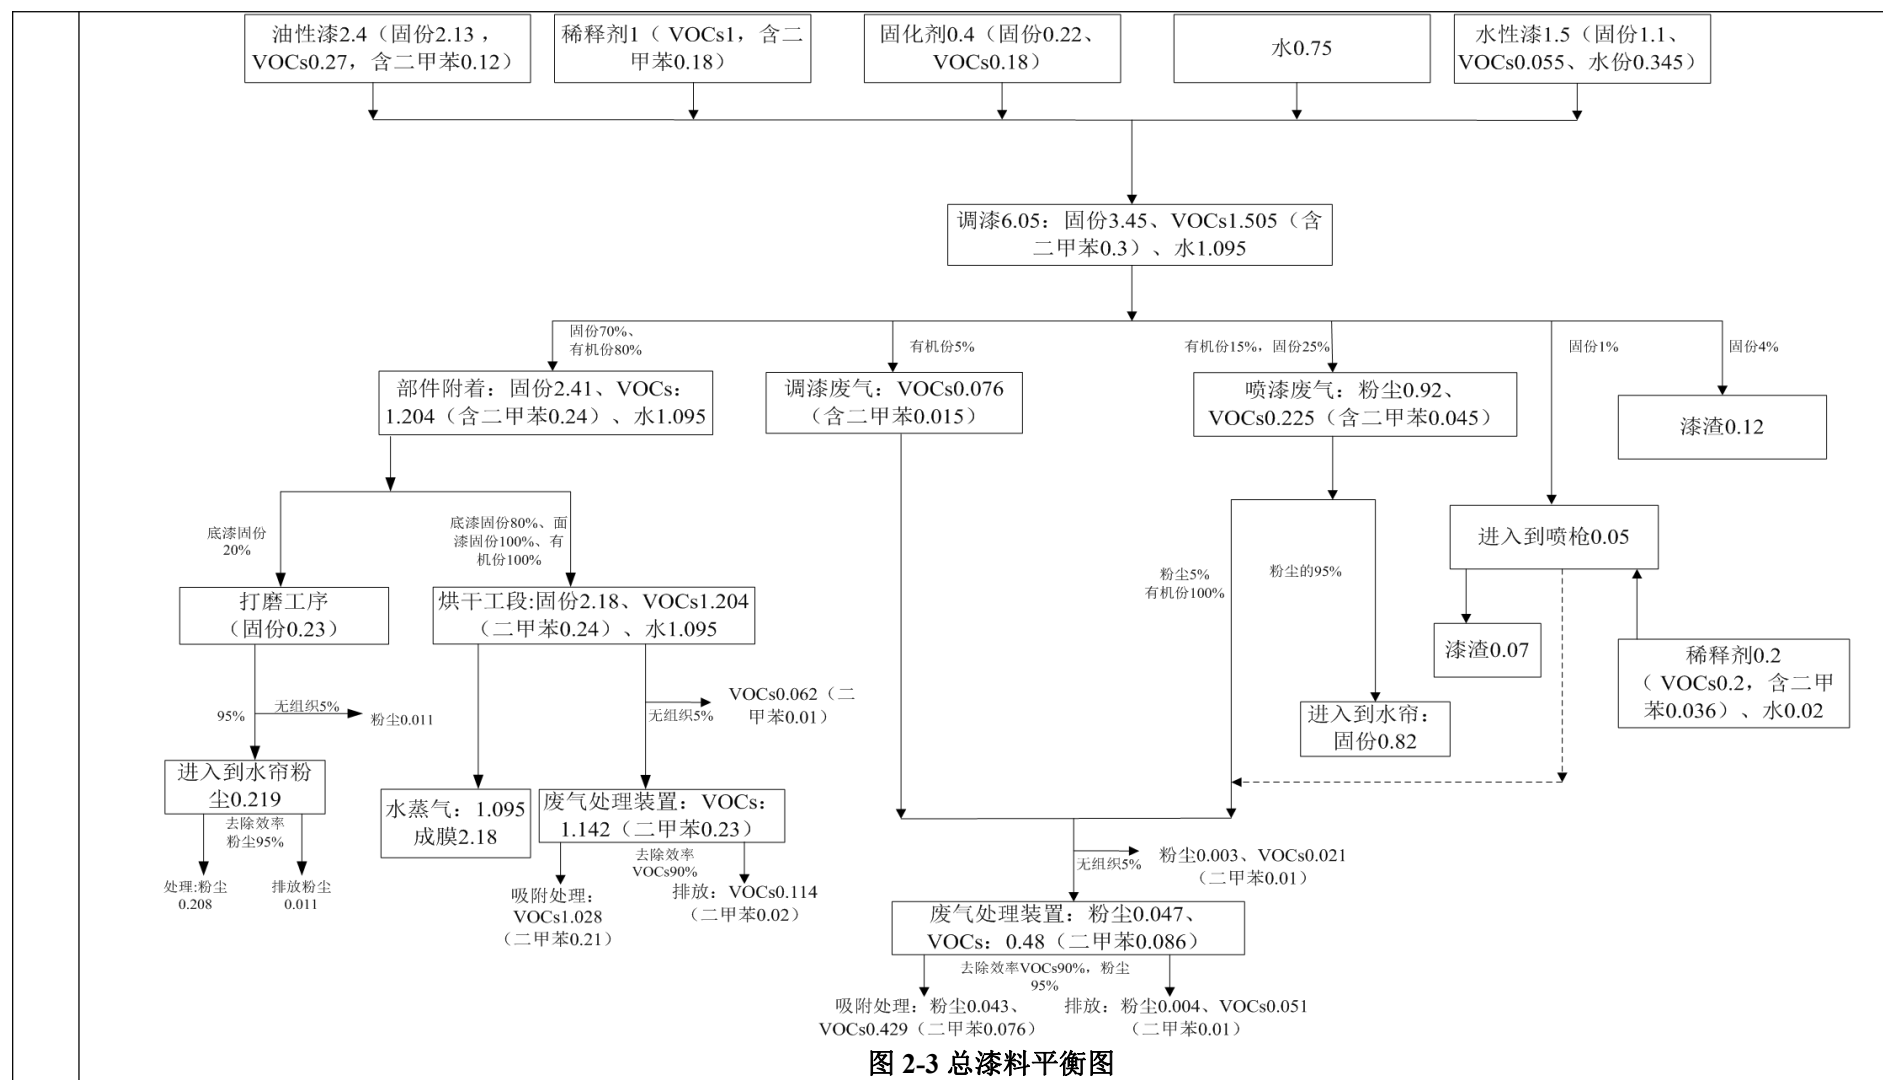 油性漆2.4（固份2.13，
VOCs0.27，含二甲苯0.12）
稀释剂1（ VOCs1，含二
甲苯0.18）
固化剂0.4（固份0.22、
VOCs0.18）
水0.75
水性漆1.5（固份1.1、
VOCs0.055、水份0.345）
调漆6.05：固份3.45、VOCs1.505（含
二甲苯0.3）、水1.095
固份70%、
有机份80%
有机份5%
有机份15%，固份25%
固份1%
固份4%
部件附着：固份2.41、VOCs：
1.204（含二甲苯0.24）、水1.095
调漆废气：VOCs0.076
（含二甲苯0.015）
喷漆废气：粉尘0.92、
VOCs0.225（含二甲苯0.045）
漆渣0.12
底漆固份
20%
底漆固份80%、面
漆固份100%、有
机份100%
粉尘5%
有机份100%
粉尘的95%
进入到喷枪0.05
打磨工序
（固份0.23）
烘干工段:固份2.18、VOCs1.204
（二甲苯0.24）、水1.095
漆渣0.07
稀释剂0.2
（ VOCs0.2，含二甲
苯0.036）、水0.02
95%
无组织5%
粉尘0.011
无组织5%
VOCs0.062（二
甲苯0.01）
进入到水帘：
固份0.82
进入到水帘粉
尘0.219
水蒸气：1.095
成膜2.18
废气处理装置：VOCs：
1.142（二甲苯0.23）
去除效率
粉尘95%
处理:粉尘
0.208
排放粉尘
0.011
去除效率
VOCs90%
吸附处理：
VOCs1.028
（二甲苯0.21）
排放：VOCs0.114
（二甲苯0.02）
无组织5%
粉尘0.003、VOCs0.021
（二甲苯0.01）
废气处理装置：粉尘0.047、
VOCs：0.48（二甲苯0.086）
去除效率VOCs90%，粉尘
95%
吸附处理：粉尘0.043、
VOCs0.429（二甲苯0.076）
排放：粉尘0.004、VOCs0.051
（二甲苯0.01）
图 2-3 总漆料平衡图